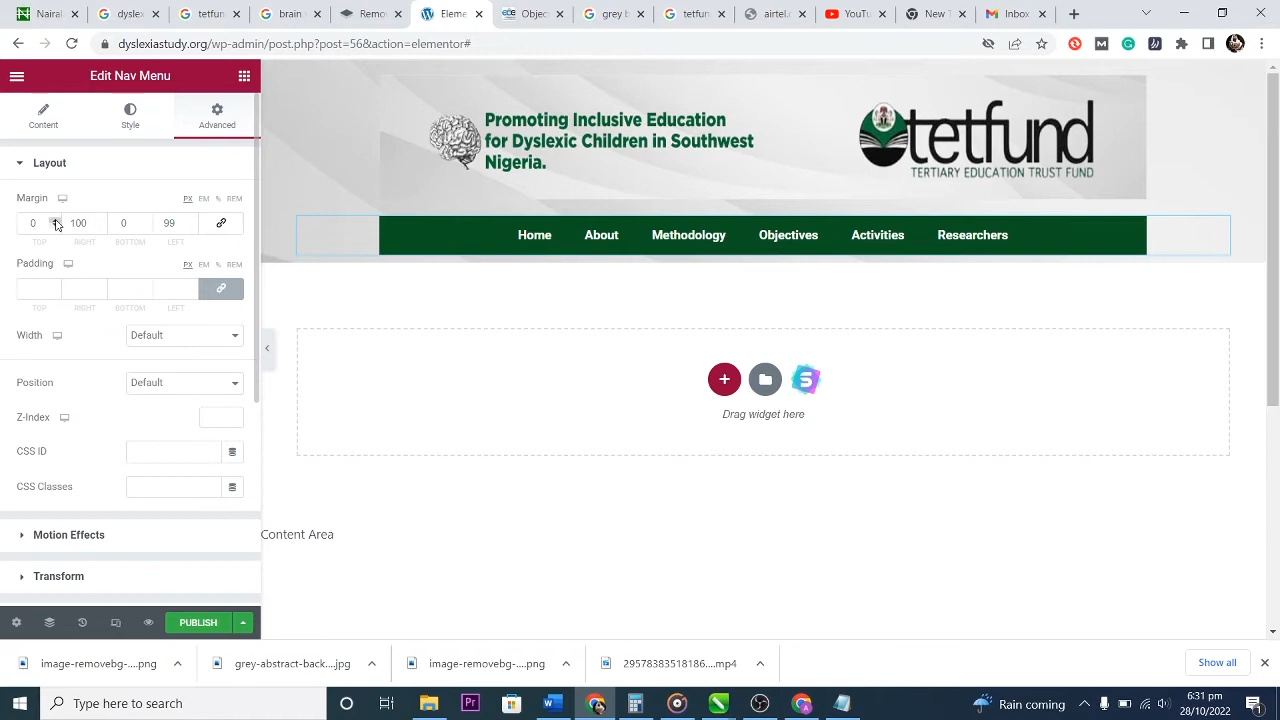 Naira
tetfu
G bran
Remo
Eleme
Object
grey b
tetfun
airtel.
YouTu
New T
Inbox
dyslexiastudy.org/wp-admin/post.php?post=56&action=elementor#
Edit Nav Menu
Content
Style
Advanced
Layout
Margin
PX EM % REM
0 100 0 99
TOP RIGHT BOTTOM LEFT
Padding
PX EM % REM
TOP RIGHT BOTTOM LEFT
Width
Default
Position
Default
Z-Index
CSS ID
CSS Classes
Motion Effects
Transform
PUBLISH
Promoting Inclusive Education
for Dyslexic Children in Southwest
Nigeria.
tetfund
TERTIARY EDUCATION TRUST FUND
Home About Methodology Objectives Activities Researchers
Drag widget here
Content Area
image-removebg-....png
grey-abstract-back....jpg
image-removebg-....png
29578383518186....mp4
Show all
Type here to search
Rain coming
6:31 pm
28/10/2022